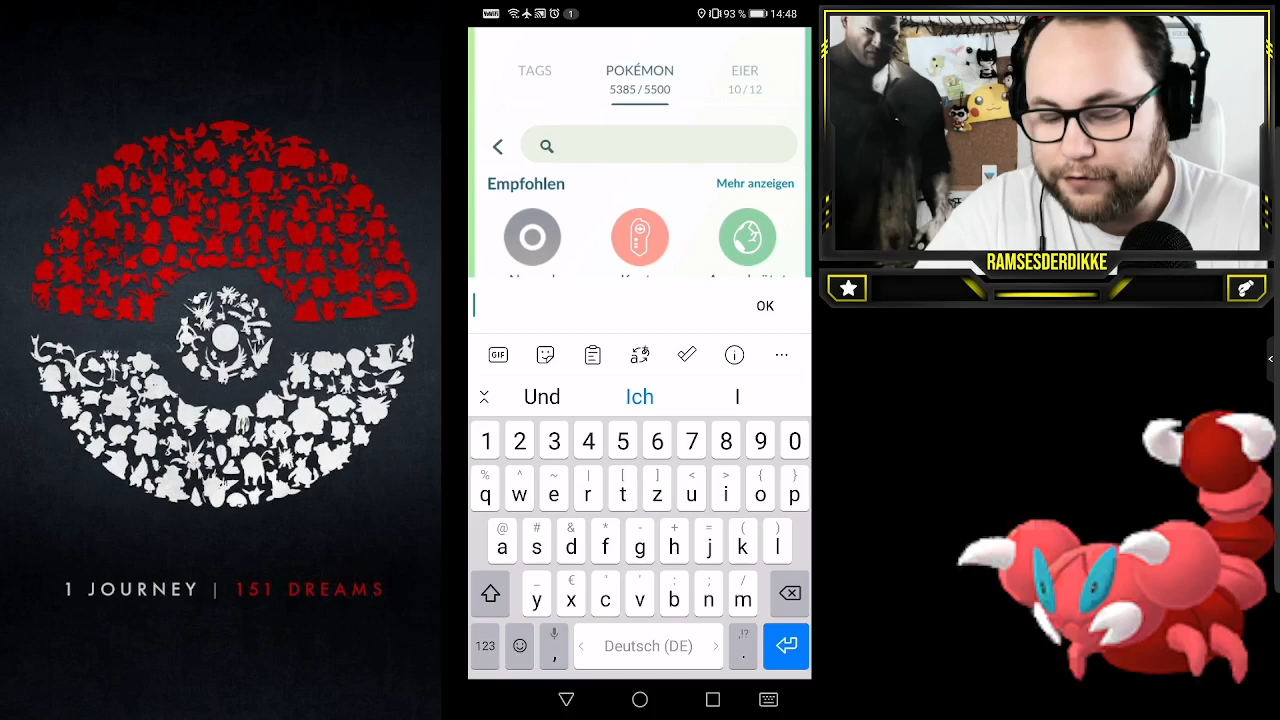 14:48
93 %
1
TAGS
POKÉMON
EIER
5385 / 5500
10 / 12
Empfohlen
Mehr anzeigen
OK
GIF
Und Ich I
1 2 3 4 5 6 7 8 9 0
% ^ ~ | [ ] < > { }
q w e r t z u i o p
@ # & * - + = ( )
a s d f g h j k l
_ € " ' : ; /
y x c v b n m
123 , Deutsch (DE) ,!? .
RAMSESDERDIKKE
1 JOURNEY | 151 DREAMS